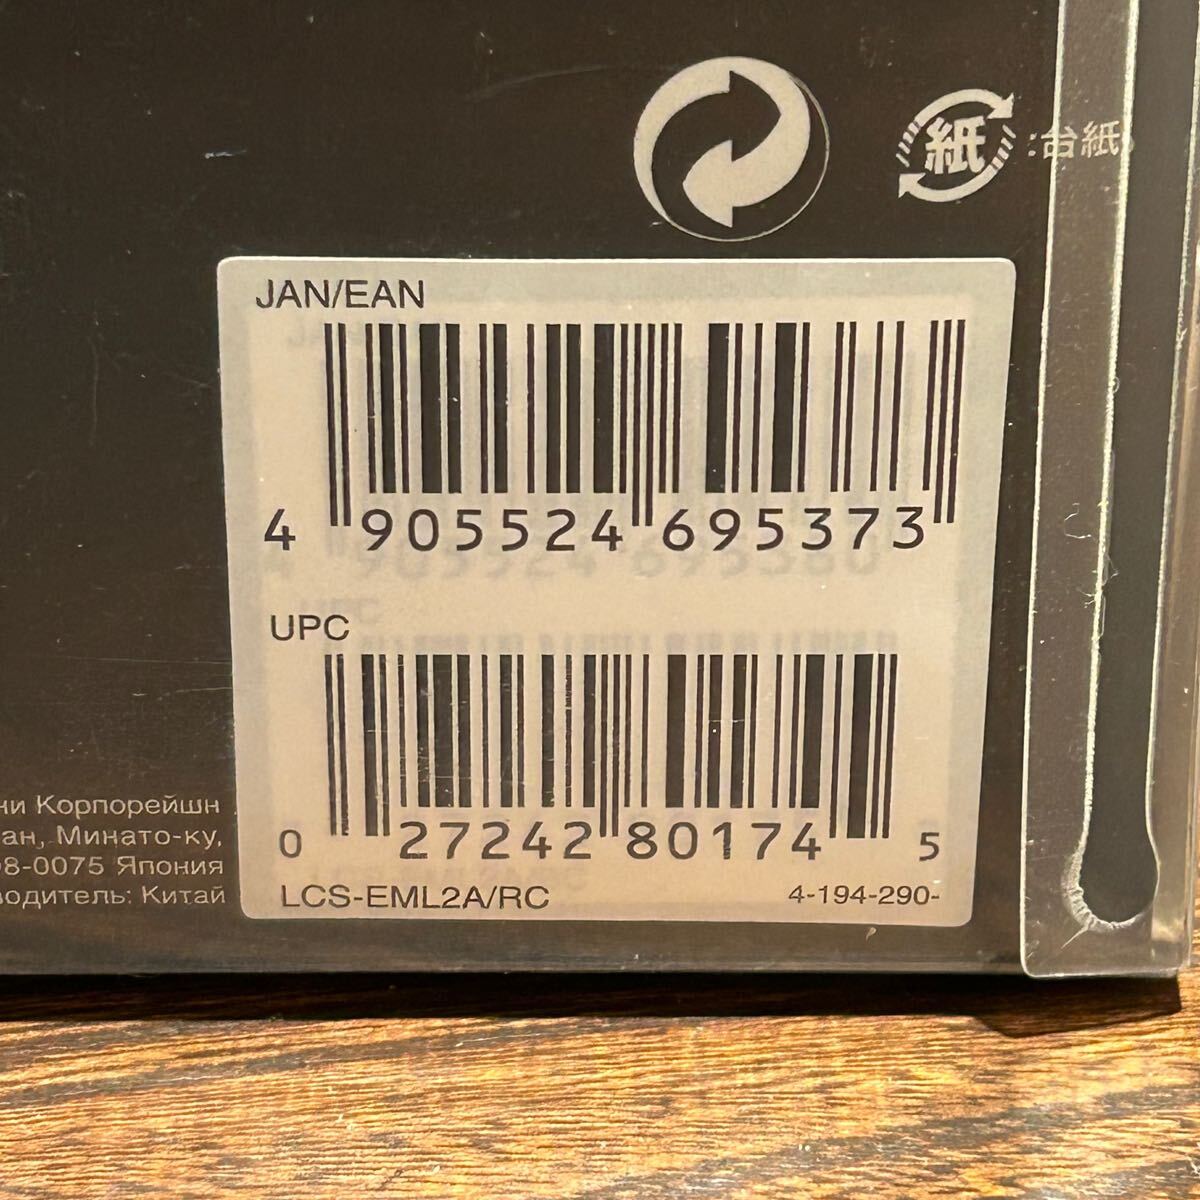 紙 :台紙
JAN/EAN
4 905524 695373
UPC
0 27242 80174 5
LCS-EML2A/RC 4-194-290-
ни Корпорейшн
ан, Минато-ку,
8-0075 Япония
водитель: Китай